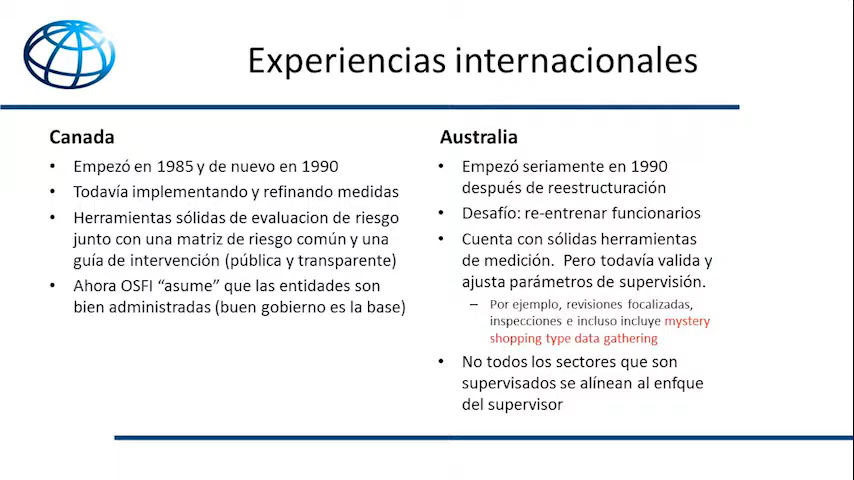 Experiencias internacionales
Canada
• Empezó en 1985 y de nuevo en 1990
• Todavía implementando y refinando medidas
• Herramientas sólidas de evaluacion de riesgo
junto con una matriz de riesgo común y una
guía de intervención (pública y transparente)
• Ahora OSFI “asume” que las entidades son
bien administradas (buen gobierno es la base)
Australia
• Empezó seriamente en 1990
después de reestructuración
• Desafío: re-entrenar funcionarios
• Cuenta con sólidas herramientas
de medición. Pero todavía valida y
ajusta parámetros de supervisión.
– Por ejemplo, revisiones focalizadas,
inspecciones e incluso incluye mystery
shopping type data gathering
• No todos los sectores que son
supervisados se alínean al enfque
del supervisor